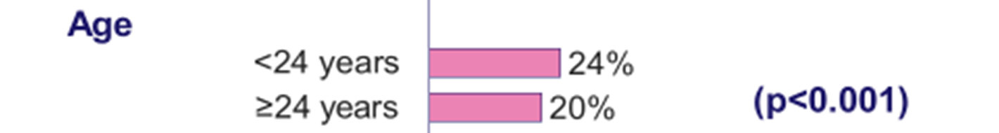 Age
<24 years 24%
≥24 years 20% (p<0.001)